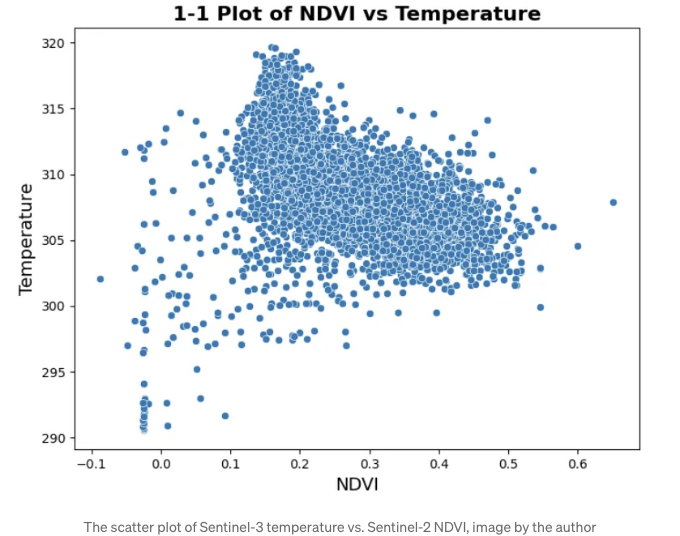 1-1 Plot of NDVI vs Temperature
320
315
310
305
300
295
290
Temperature
−0.1 0.0 0.1 0.2 0.3 0.4 0.5 0.6
NDVI
The scatter plot of Sentinel-3 temperature vs. Sentinel-2 NDVI, image by the author